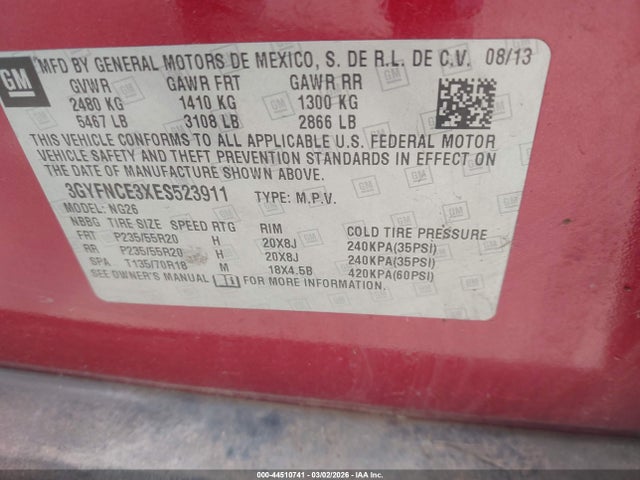 GM MFD BY GENERAL MOTORS DE MEXICO, S. DE R.L. DE C.V. 08/13
GVWR GAWR FRT GAWR RR
2480 KG 1410 KG 1300 KG
5467 LB 3108 LB 2866 LB
THIS VEHICLE CONFORMS TO ALL APPLICABLE U.S. FEDERAL MOTOR
VEHICLE SAFETY AND THEFT PREVENTION STANDARDS IN EFFECT ON
THE DATE OF MANUFACTURE SHOWN ABOVE.
3GYFNCE3XES523911 TYPE: M.P.V.
MODEL: NG26
NBBG TIRE SIZE SPEED RTG RIM COLD TIRE PRESSURE
FRT P235/55R20 H 20X8J 240KPA(35PSI)
RR P235/55R20 H 20X8J 240KPA(35PSI)
SPA T135/70R18 M 18X4.5B 420KPA(60PSI)
SEE OWNER'S MANUAL FOR MORE INFORMATION.
000-44510741 - 03/02/2026 - IAAI.COM